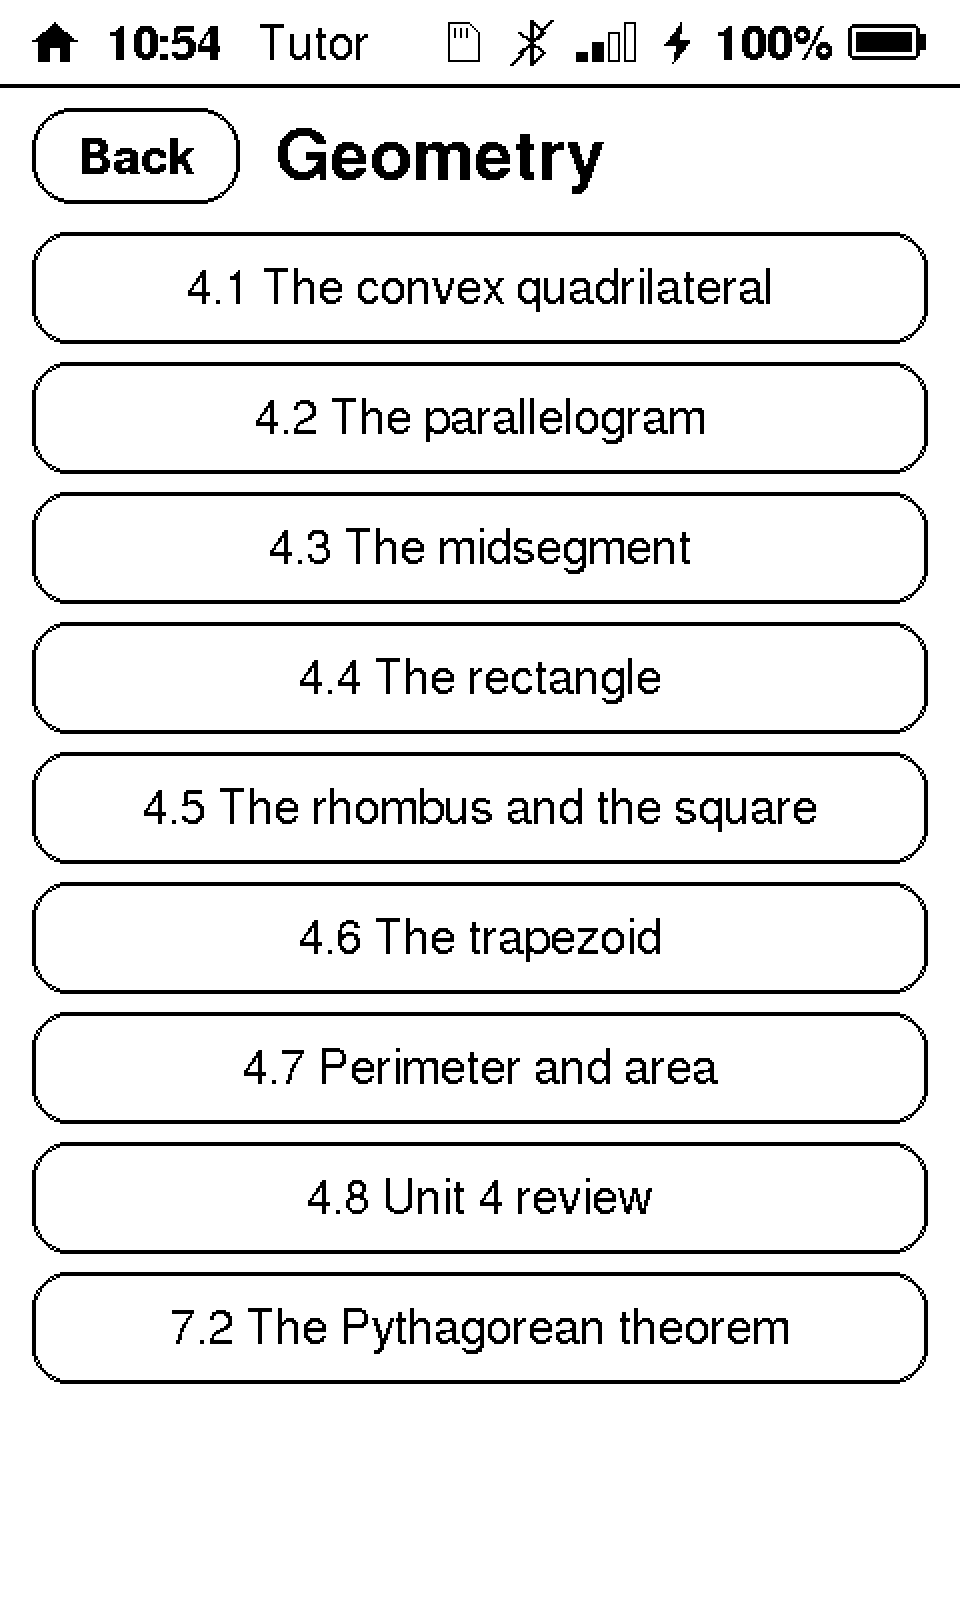 10:54 Tutor 100%
Back Geometry
4.1 The convex quadrilateral
4.2 The parallelogram
4.3 The midsegment
4.4 The rectangle
4.5 The rhombus and the square
4.6 The trapezoid
4.7 Perimeter and area
4.8 Unit 4 review
7.2 The Pythagorean theorem